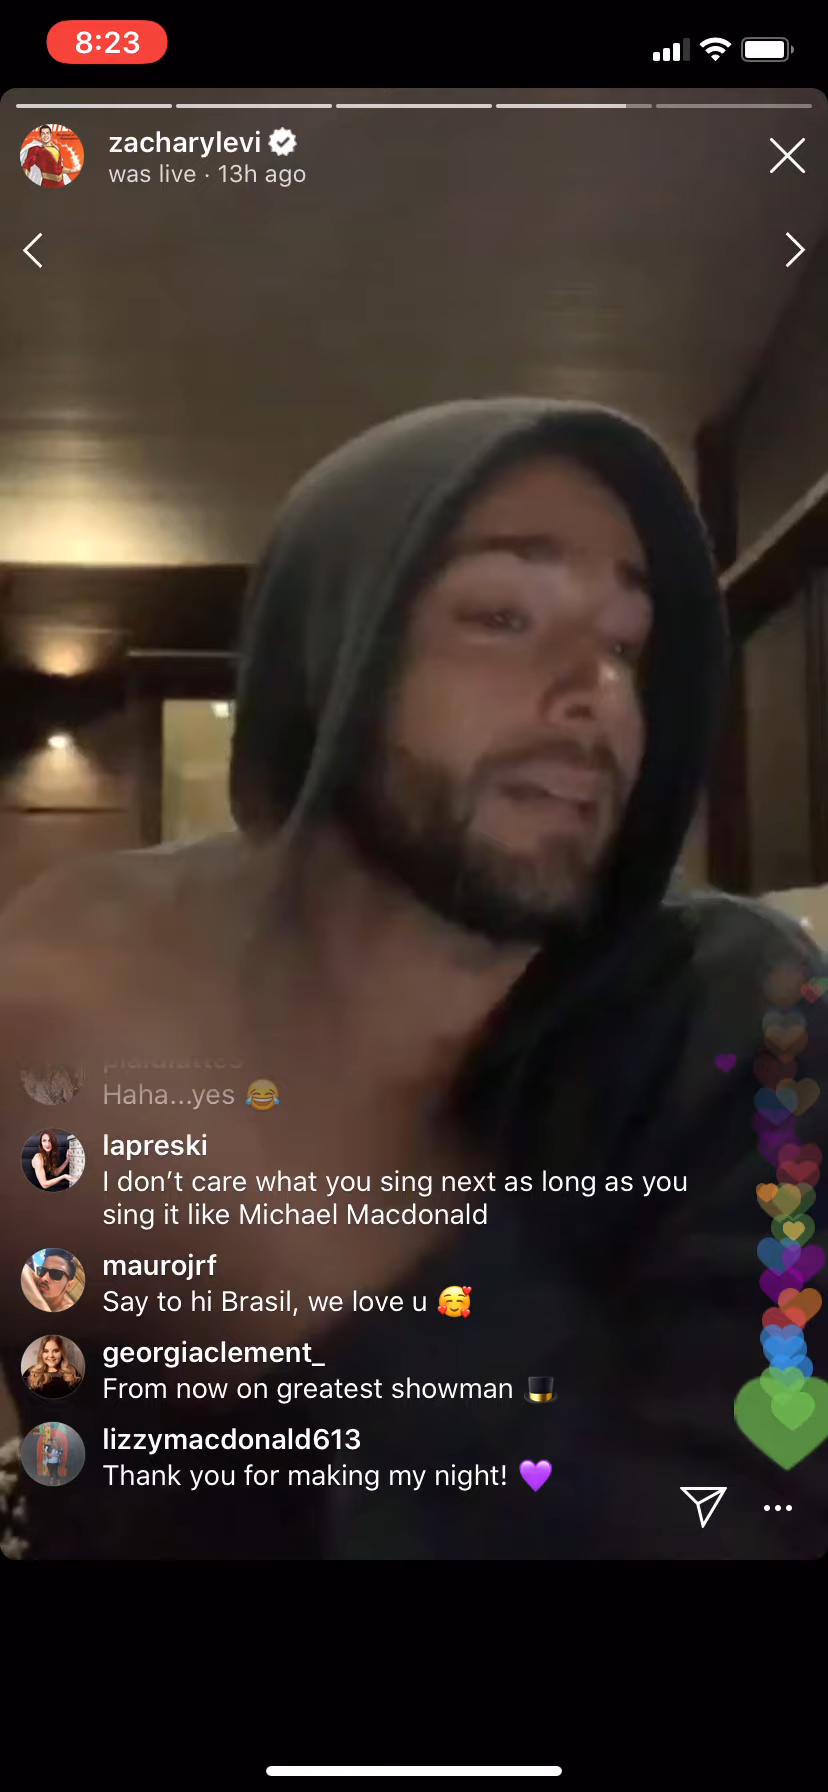 8:23
zacharylevi
was live · 13h ago
Haha...yes 😂
lapreski
I don't care what you sing next as long as you
sing it like Michael Macdonald
maurojrf
Say to hi Brasil, we love u 🥰
georgiaclement_
From now on greatest showman 🎩
lizzymacdonald613
Thank you for making my night! 💜